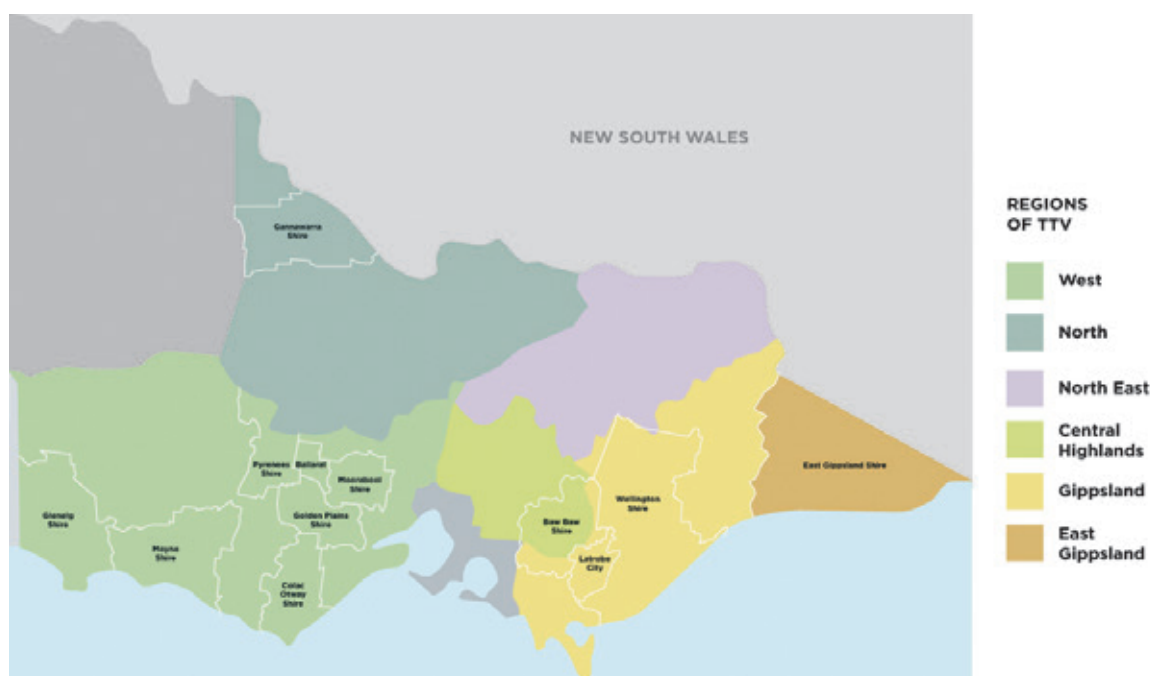 NEW SOUTH WALES
Gannawarra
Shire
Pyrenees
Shire
Ballarat
Moorabool
Shire
Golden Plains
Shire
Glenelg
Shire
Moyne
Shire
Colac
Otway
Shire
Baw Baw
Shire
Wellington
Shire
Latrobe
City
East Gippsland Shire
REGIONS
OF TTV
West
North
North East
Central
Highlands
Gippsland
East
Gippsland